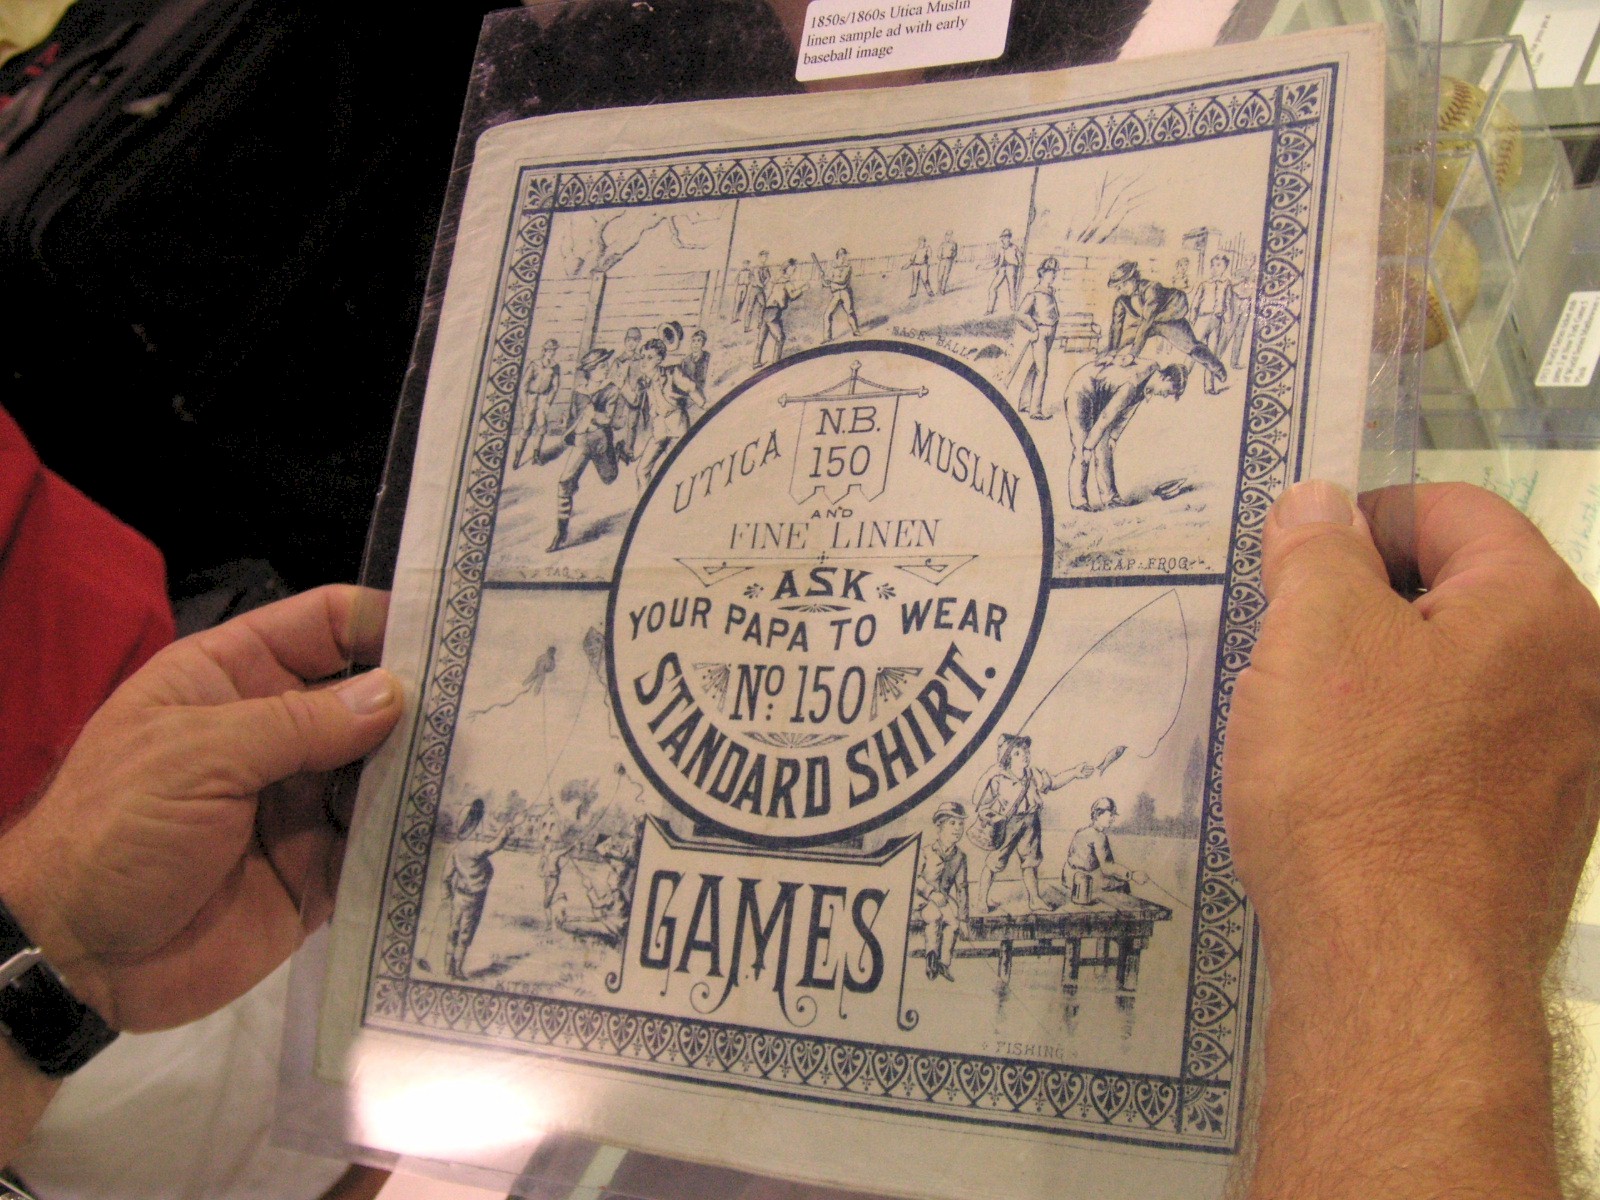 1850s/1860s Utica Muslin
linen sample ad with early
baseball image
BASE BALL
UTICA N.B. 150 MUSLIN
AND
FINE LINEN
ASK
YOUR PAPA TO WEAR
No. 150
STANDARD SHIRT.
TAG
LEAP-FROG
GAMES
KITES
FISHING